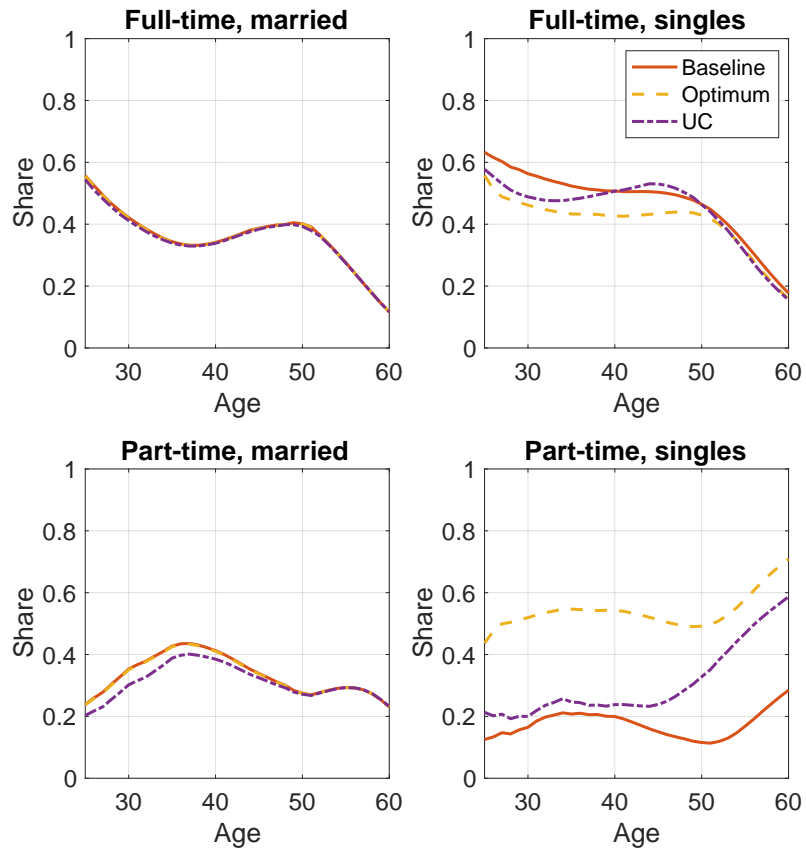 Full-time, married
1
0.8
0.6
0.4
0.2
0
Share
30 40 50 60
Age
Full-time, singles
1
0.8
0.6
0.4
0.2
0
Share
Baseline
Optimum
UC
30 40 50 60
Age
Part-time, married
1
0.8
0.6
0.4
0.2
0
Share
30 40 50 60
Age
Part-time, singles
1
0.8
0.6
0.4
0.2
0
Share
30 40 50 60
Age